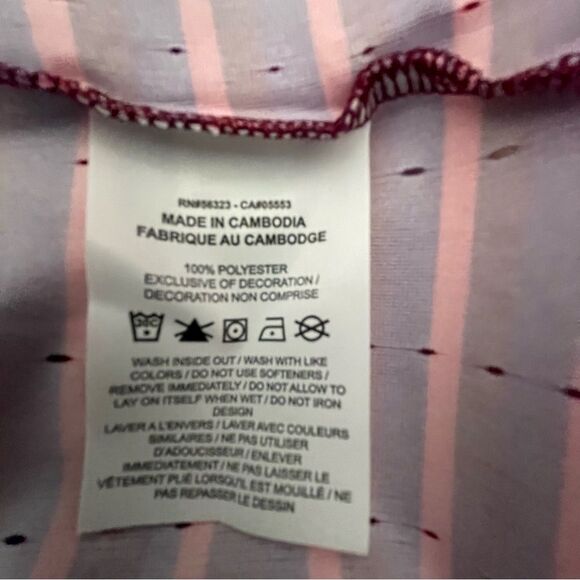 RN#56323 - CA#05553
MADE IN CAMBODIA
FABRIQUE AU CAMBODGE
100% POLYESTER
EXCLUSIVE OF DECORATION /
DECORATION NON COMPRISE
30C
WASH INSIDE OUT / WASH WITH LIKE
COLORS / DO NOT USE SOFTENERS /
REMOVE IMMEDIATELY / DO NOT ALLOW TO
LAY ON ITSELF WHEN WET / DO NOT IRON
DESIGN
LAVER A L'ENVERS / LAVER AVEC COULEURS
SIMILAIRES / NE PAS UTILISER
D'ADOUCISSEUR / ENLEVER
IMMEDIATEMENT / NE PAS LAISSER LE
VÊTEMENT PLIÉ LORSQU'IL EST MOUILLÉ / NE
PAS REPASSER LE DESSIN